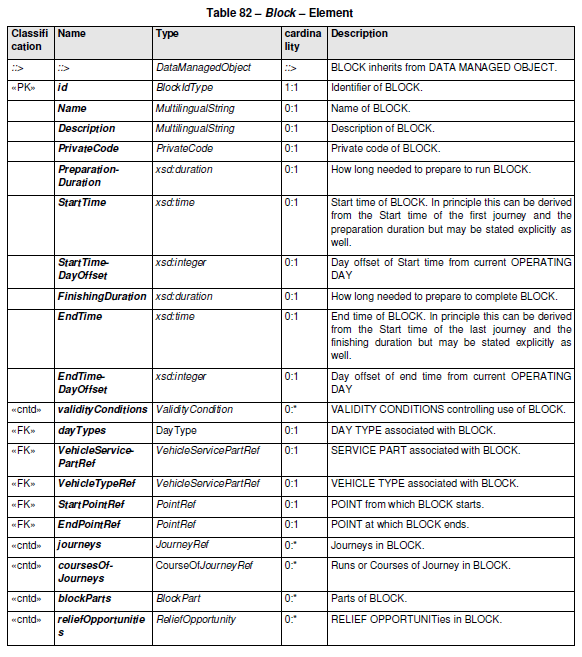 Table 82 – Block – Element
Classifi Name Type cardina Description
cation lity
::> ::> DataManagedObject ::> BLOCK inherits from DATA MANAGED OBJECT.
«PK» id BlockIdType 1:1 Identifier of BLOCK.
Name MultilingualString 0:1 Name of BLOCK.
Description MultilingualString 0:1 Description of BLOCK.
PrivateCode PrivateCode 0:1 Private code of BLOCK.
Preparation- xsd:duration 0:1 How long needed to prepare to run BLOCK.
Duration
StartTime xsd:time 0:1 Start time of BLOCK. In principle this can be derived
from the Start time of the first journey and the
preparation duration but may be stated explicitly as
well.
StartTime- xsd:integer 0:1 Day offset of Start time from current OPERATING
DayOffset DAY
FinishingDuration xsd:duration 0:1 How long needed to prepare to complete BLOCK.
EndTime xsd:time 0:1 End time of BLOCK. In principle this can be derived
from the Start time of the last journey and the
finishing duration but may be stated explicitly as
well.
EndTime- xsd:integer 0:1 Day offset of end time from current OPERATING
DayOffset DAY
«cntd» validityConditions ValidityCondition 0:* VALIDITY CONDITIONS controlling use of BLOCK.
«FK» dayTypes DayType 0:1 DAY TYPE associated with BLOCK.
«FK» VehicleService- VehicleServicePartRef 0:1 SERVICE PART associated with BLOCK.
PartRef
«FK» VehicleTypeRef VehicleServicePartRef 0:1 VEHICLE TYPE associated with BLOCK.
«FK» StartPointRef PointRef 0:1 POINT from which BLOCK starts.
«FK» EndPointRef PointRef 0:1 POINT at which BLOCK ends.
«cntd» journeys JourneyRef 0:* Journeys in BLOCK.
«cntd» coursesOf- CourseOfJourneyRef 0:* Runs or Courses of Journey in BLOCK.
Journeys
«cntd» blockParts BlockPart 0:* Parts of BLOCK.
«cntd» reliefOpportunitie ReliefOpportunity 0:* RELIEF OPPORTUNITies in BLOCK.
s